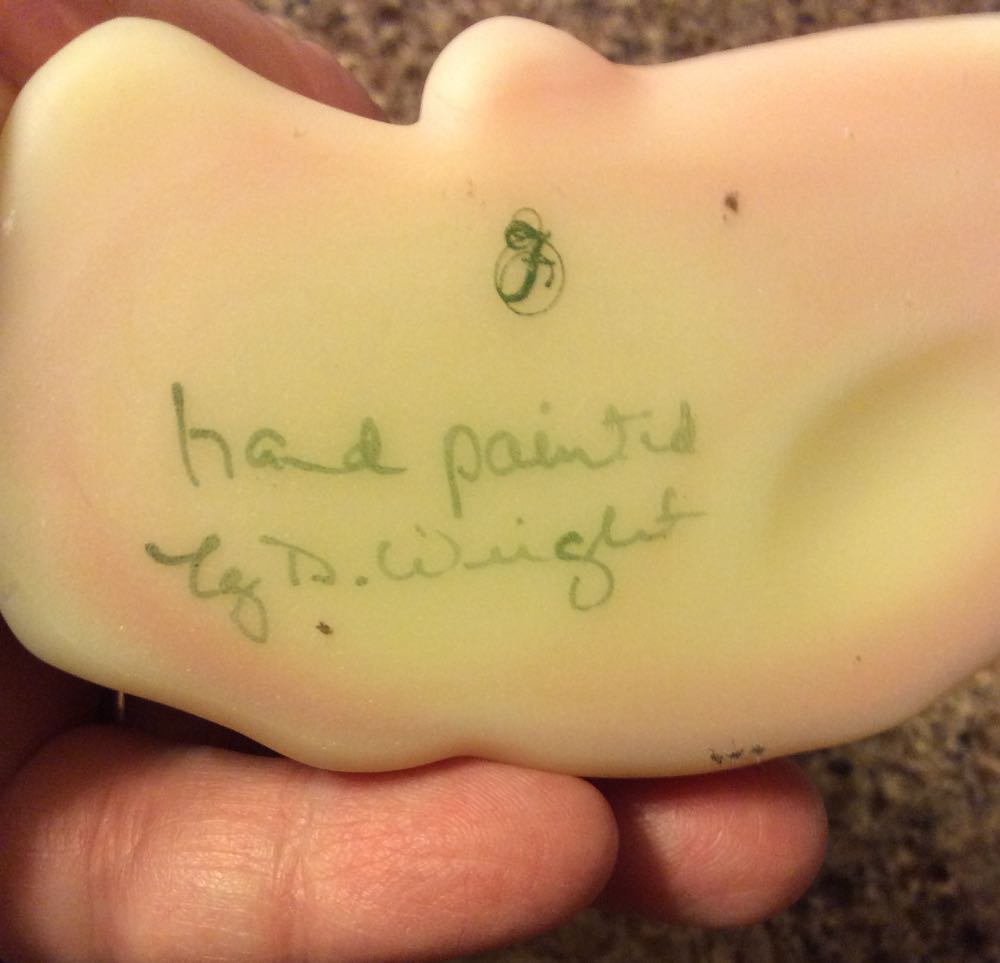 F
hand painted
by D. Wright